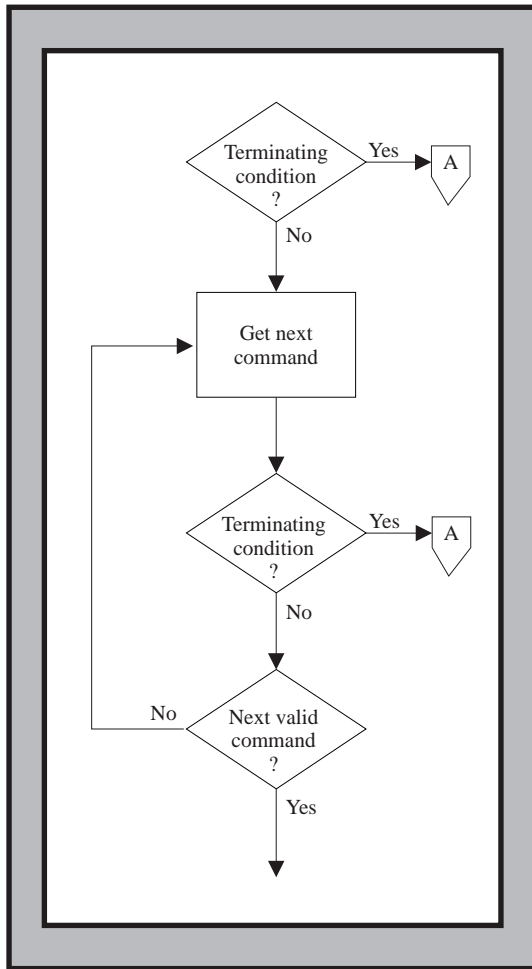 Terminating
condition
?
Yes
A
No
Get next
command
Terminating
condition
?
Yes
A
No
No
Next valid
command
?
Yes